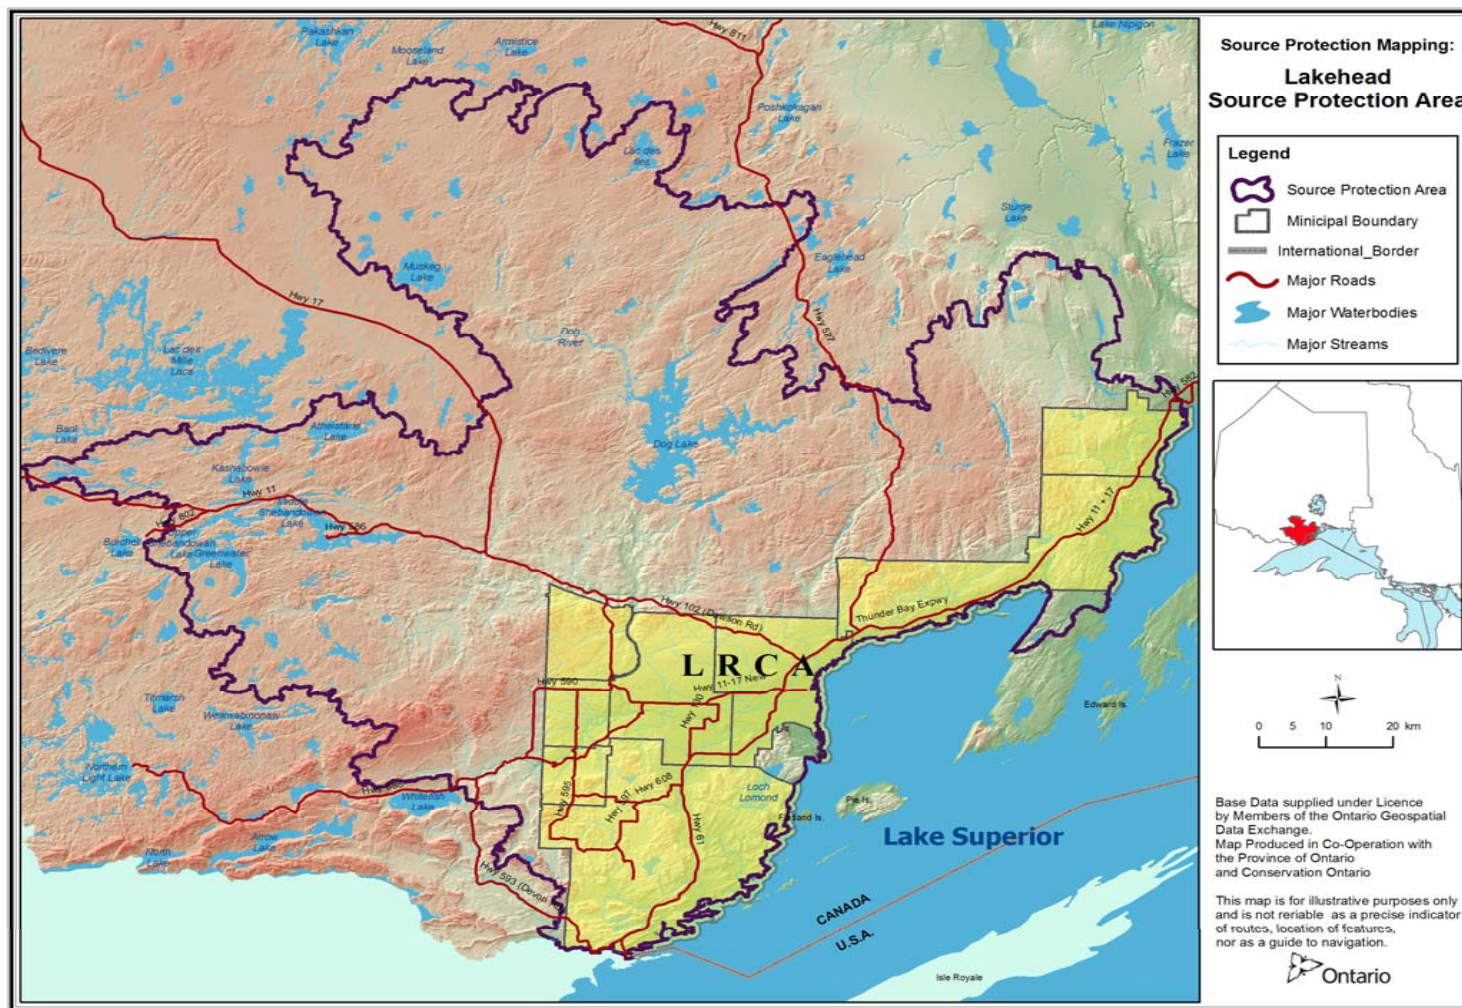 Pakashkan
Lake
Mooseland
Lake
Armistice
Lake
Hwy 811
Lake Nipigon
Poshkokagan
Lake
Frazer
Lake
Lac des
Iles
Sturge
Lake
Eaglehead
Lake
Muskeg
Lake
Hwy 17
Hwy 527
Dog
River
Bedivere
Lake
Lac des
Mille
Lacs
Hwy 582
Baril
Lake
Athelstane
Lake
Dog Lake
Kashabowie
Lake
Hwy 11
Hwy 802
Middle
Shebandowan
Lake
Hwy 586
Hwy 11 + 17
Burchell
Lake
Upper
Shebandowan
Lake
Greenwater
Lake
Hwy 102 (Dawson Rd)
Thunder Bay Expwy
L R C A
Hwy 590
Hwy 11-17 New
Hwy 130
Titmarsh
Lake
Lake
Edward Is.
Northern
Light Lake
Whitefish
Lake
Hwy 595
Hwy 597
Hwy 608
Loch
Lomond
Pie Is.
Hwy 61
Arrow
Lake
North
Lake
Lake Superior
Hwy 593 (Devon
CANADA
U.S.A.
Isle Royale
Source Protection Mapping:
Lakehead
Source Protection Area
Legend
Source Protection Area
Minicipal Boundary
International_Border
Major Roads
Major Waterbodies
Major Streams
N
0 5 10 20 km
Base Data supplied under Licence
by Members of the Ontario Geospatial
Data Exchange.
Map Produced in Co-Operation with
the Province of Ontario
and Conservation Ontario
This map is for illustrative purposes only
and is not reriable as a precise indicator
of routes, location of features,
nor as a guide to navigation.
Ontario